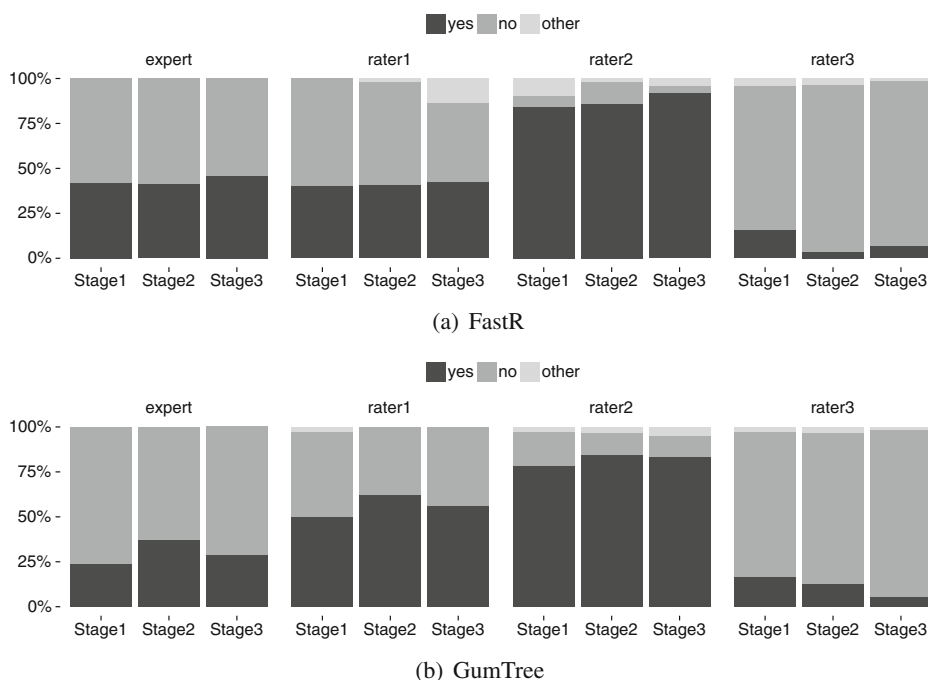 yes no other
expert rater1 rater2 rater3
100% -
75% -
50% -
25% -
0% -
Stage1 Stage2 Stage3 Stage1 Stage2 Stage3 Stage1 Stage2 Stage3 Stage1 Stage2 Stage3
(a) FastR
yes no other
expert rater1 rater2 rater3
100% -
75% -
50% -
25% -
0% -
Stage1 Stage2 Stage3 Stage1 Stage2 Stage3 Stage1 Stage2 Stage3 Stage1 Stage2 Stage3
(b) GumTree